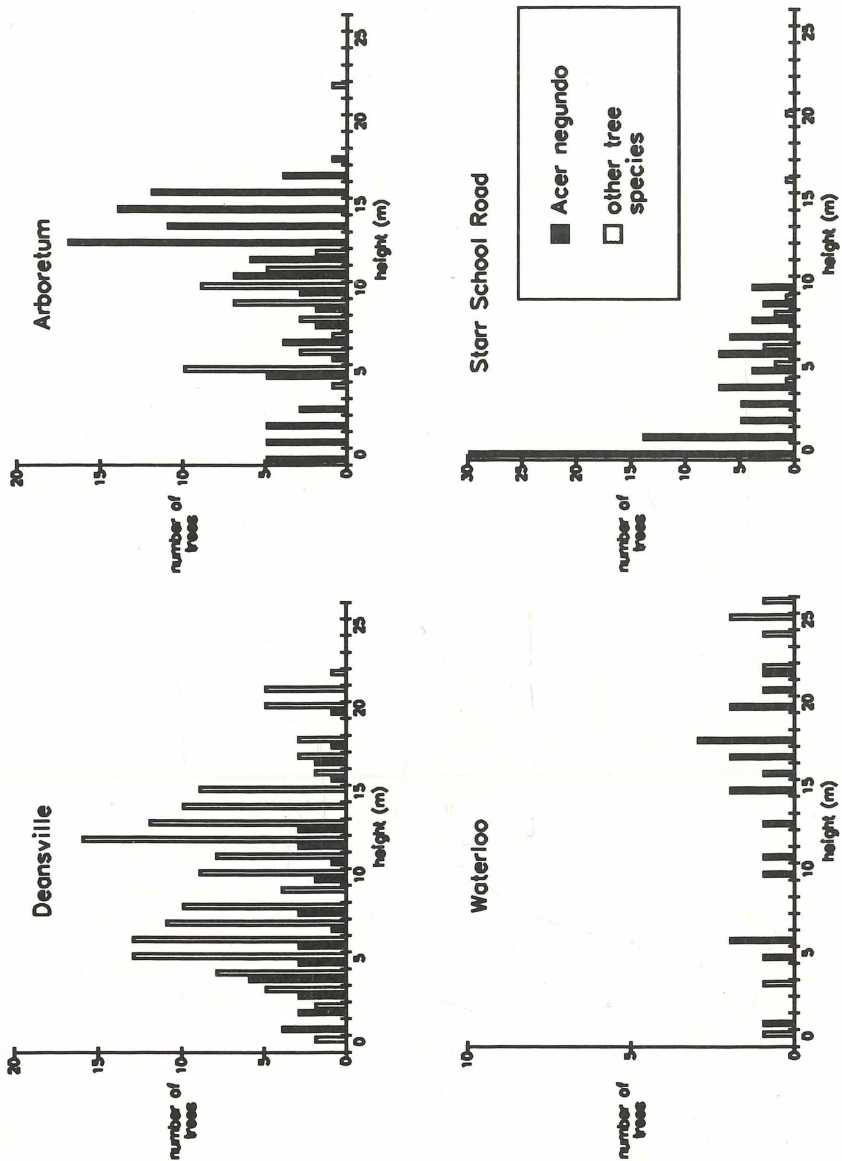 Deansville
20
15
number of
trees
10
5
0
0 5 10 15 20 25
height (m)
Arboretum
20
15
number of
trees
10
5
0
0 5 10 15 20 25
height (m)
Waterloo
10
number of
trees
5
0
0 5 10 15 20 25
height (m)
Starr School Road
30
25
20
number of
trees
15
10
5
0
0 5 10 15 20 25
height (m)
Acer negundo
other tree
species